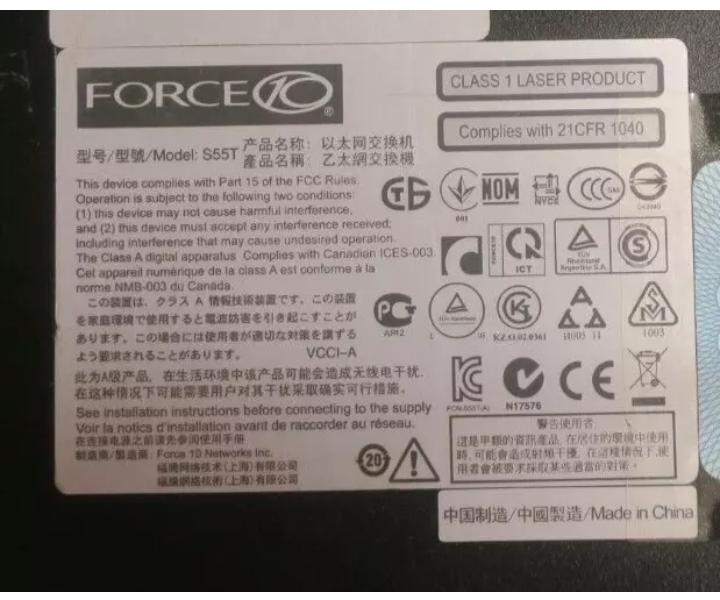 FORCE10
®
CLASS 1 LASER PRODUCT
Complies with 21CFR 1040
型号/型號/Model: S55T
产品名称: 以太网交换机
產品名稱: 乙太網交換機
This device complies with Part 15 of the FCC Rules.
Operation is subject to the following two conditions:
(1) this device may not cause harmful interference,
and (2) this device must accept any interference received,
including interference that may cause undesired operation.
The Class A digital apparatus Complies with Canadian ICES-003.
Cet appareil numérique de la class A est conforme à la
norme NMB-003 du Canada.
この装置は、クラス A 情報技術装置です。この装置
を家庭環境で使用すると電波妨害を引き起こすことが
あります。この場合には使用者が適切な対策を講ずる
よう要求されることがあります。 VCCI-A
此为A级产品，在生活环境中该产品可能会造成无线电干扰.
在这种情况下可能需要用户对其干扰采取确实可行措施.
See installation instructions before connecting to the supply
Voir la notics d'installation avant de raccorder au réseau.
在连接电源之前请先参阅使用手册
制造商/製造商: Force 10 Networks Inc.
福腾网络技术(上海)有限公司
福騰網絡技術(上海)有限公司
001
NOM
NYCE
CCC
ICT
TÜV
Rheinland
Argentina S.A.
S
АЯ12
KZ.O.02.0361
H005 11
1003
N17576
CE
20
警告使用者
這是甲類的資訊產品, 在居住的環境中使用
時, 可能會造成射頻干擾, 在這種情況下, 使
用者會被要求採取某些適當的對策。
中国制造/中國製造/Made in China